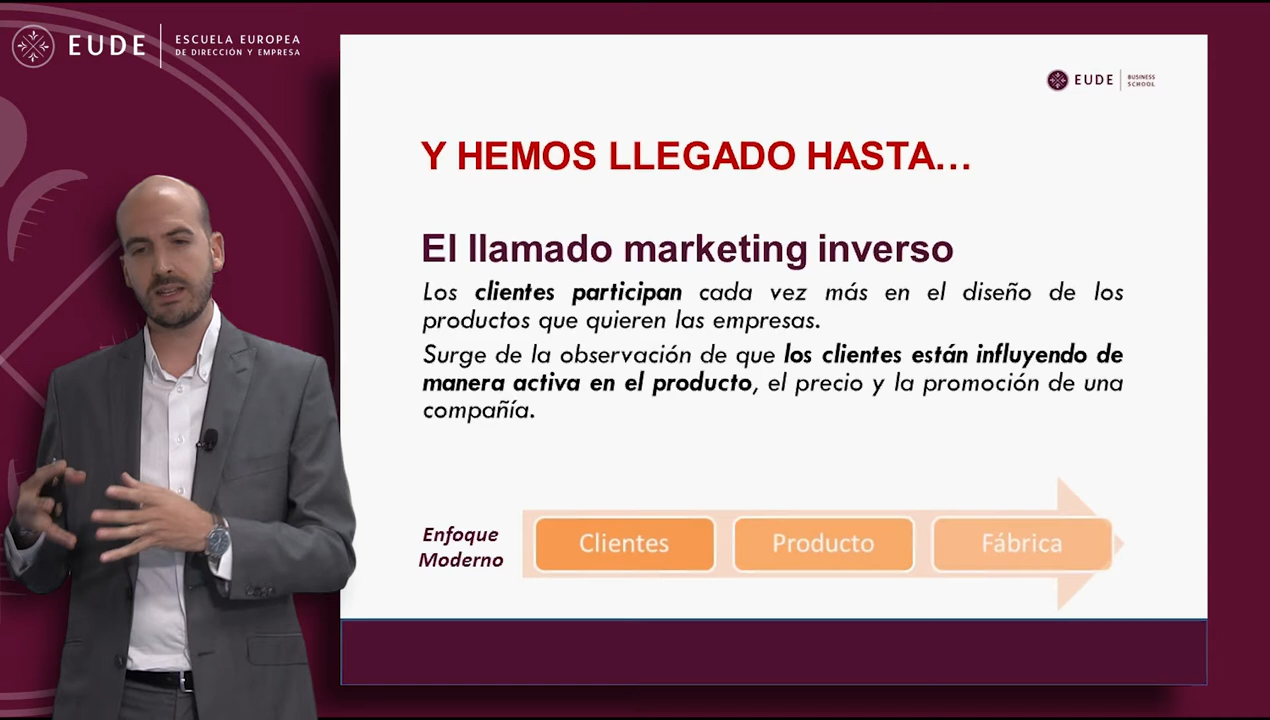 EUDE
ESCUELA EUROPEA
DE DIRECCIÓN Y EMPRESA
EUDE
BUSINESS
SCHOOL
Y HEMOS LLEGADO HASTA...
El llamado marketing inverso
Los clientes participan cada vez más en el diseño de los
productos que quieren las empresas.
Surge de la observación de que los clientes están influyendo de
manera activa en el producto, el precio y la promoción de una
compañía.
Enfoque
Moderno
Clientes
Producto
Fábrica